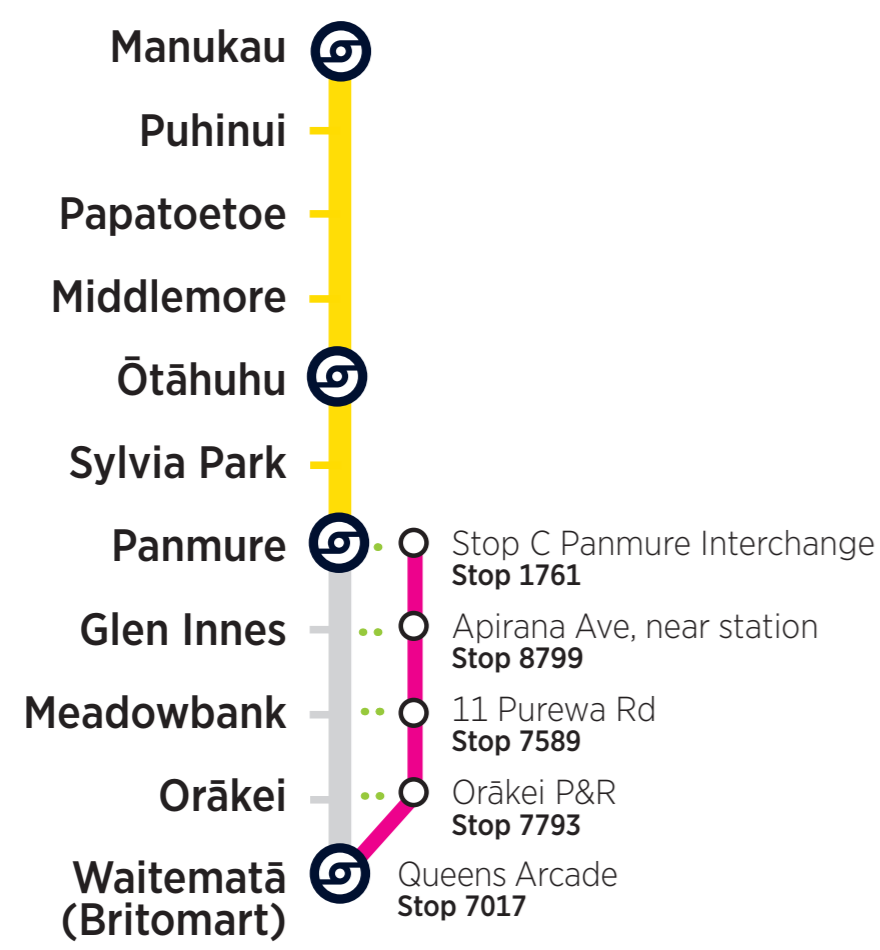 Manukau
Puhinui
Papatoetoe
Middlemore
Ōtāhuhu
Sylvia Park
Panmure
Stop C Panmure Interchange
Stop 1761
Glen Innes
Apirana Ave, near station
Stop 8799
Meadowbank
11 Purewa Rd
Stop 7589
Orākei
Orākei P&R
Stop 7793
Waitematā
(Britomart)
Queens Arcade
Stop 7017